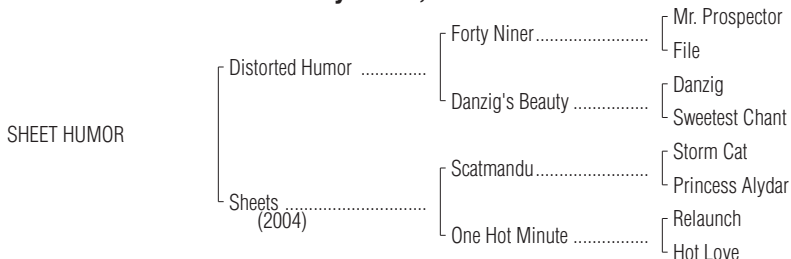 Mr. Prospector
Forty Niner......................
File
Distorted Humor ..............
Danzig
Danzig's Beauty ................
Sweetest Chant
SHEET HUMOR
Storm Cat
Scatmandu......................
Princess Alydar
Sheets ..............................
(2004)
Relaunch
One Hot Minute ................
Hot Love